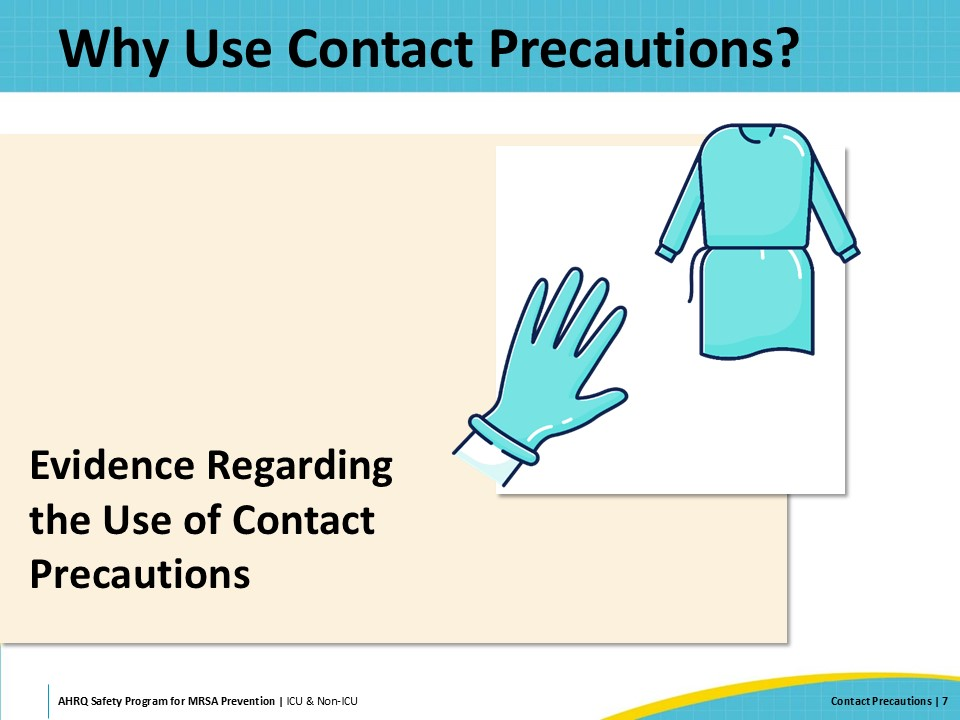 Why Use Contact Precautions?
Evidence Regarding
the Use of Contact
Precautions
AHRQ Safety Program for MRSA Prevention | ICU & Non-ICU
Contact Precautions | 7